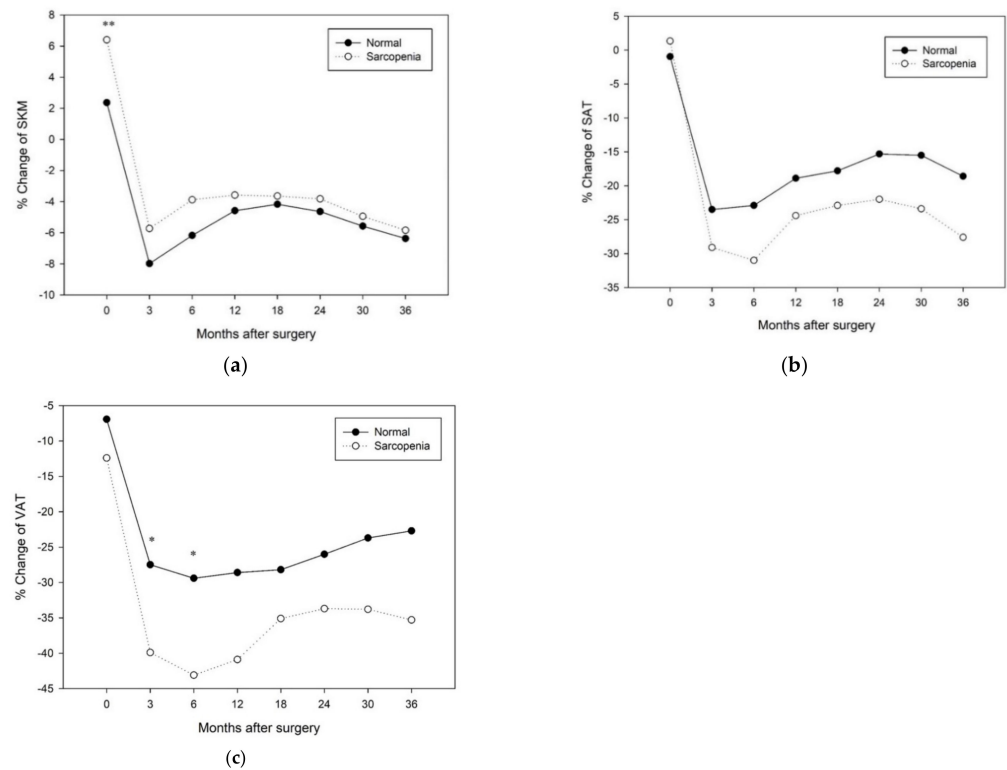 **
% Change of SKM
8
6
4
2
0
-2
-4
-6
-8
-10
Normal
Sarcopenia
0 3 6 12 18 24 30 36
Months after surgery
(a)
% Change of SAT
5
0
-5
-10
-15
-20
-25
-30
-35
Normal
Sarcopenia
0 3 6 12 18 24 30 36
Months after surgery
(b)
% Change of VAT
-5
-10
-15
-20
-25
-30
-35
-40
-45
Normal
Sarcopenia
* *
0 3 6 12 18 24 30 36
Months after surgery
(c)